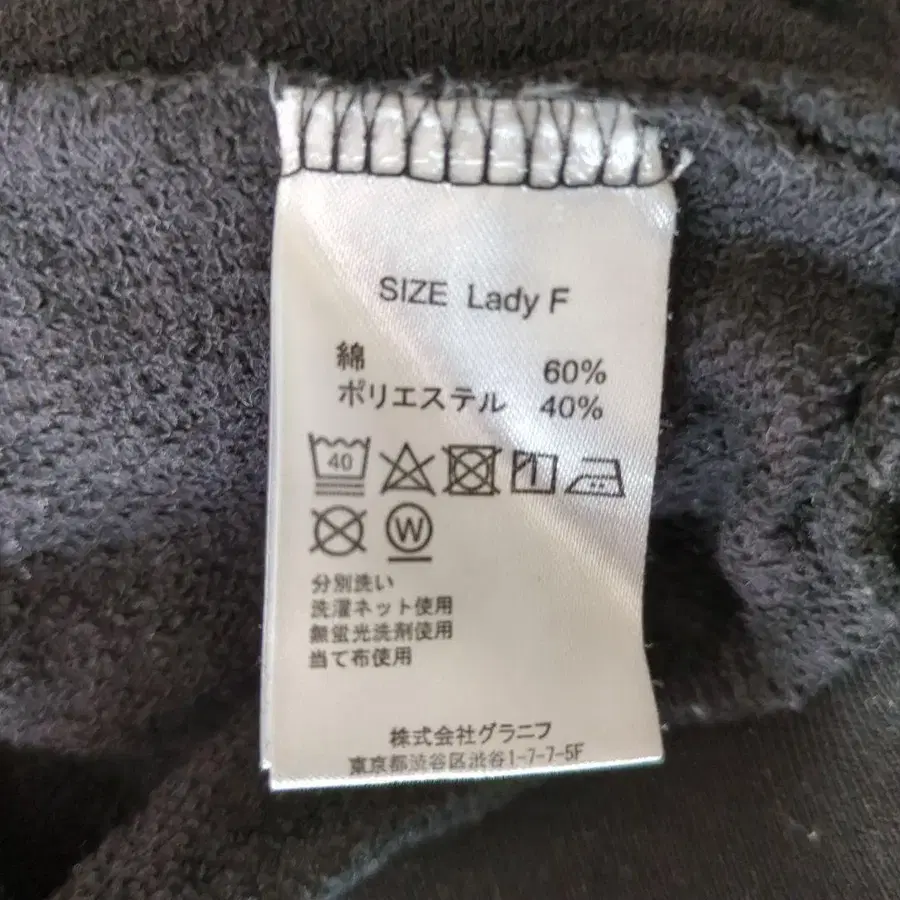 SIZE Lady F
綿 60%
ポリエステル 40%
40
W
分別洗い
洗濯ネット使用
無蛍光洗剤使用
当て布使用
株式会社グラニフ
東京都渋谷区渋谷1-7-7-5F